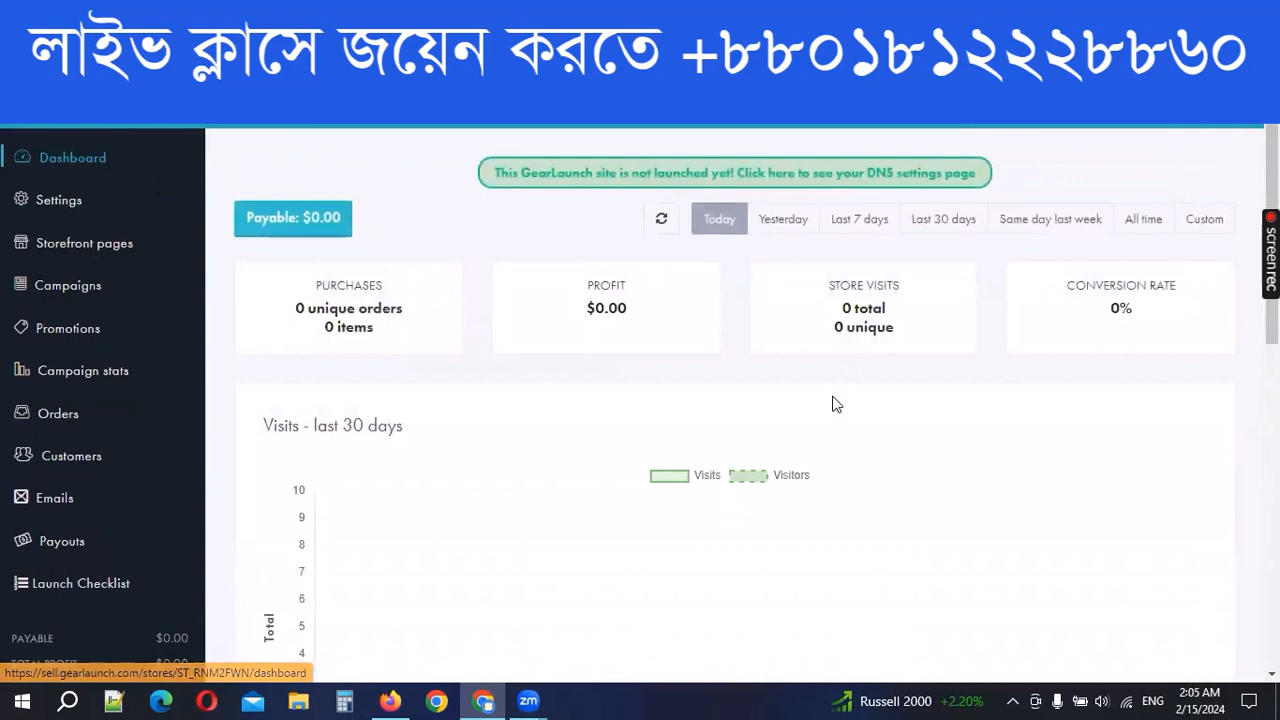 লাইভ ক্লাসে জয়েন করতে +৮৮০১৮১২২২৮৮৬০
Dashboard
Settings
Storefront pages
Campaigns
Promotions
Campaign stats
Orders
Customers
Emails
Payouts
Launch Checklist
PAYABLE $0.00
This GearLaunch site is not launched yet! Click here to see your DNS settings page
Payable: $0.00
Today Yesterday Last 7 days Last 30 days Same day last week All time Custom
PURCHASES
0 unique orders
0 items
PROFIT
$0.00
STORE VISITS
0 total
0 unique
CONVERSION RATE
0%
Visits - last 30 days
Visits Visitors
10
9
8
7
6
5
4
Total
screenrec
https://sell.gearlaunch.com/stores/ST_RNM2FWN/dashboard
zm
Russell 2000 +2.20%
ENG
2:05 AM
2/15/2024